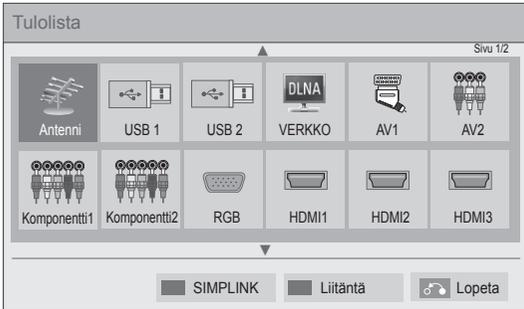 Tulolista
Sivu 1/2
DLNA
Antenni USB 1 USB 2 VERKKO AV1 AV2
Komponentti1 Komponentti2 RGB HDMI1 HDMI2 HDMI3
SIMPLINK Liitäntä Lopeta